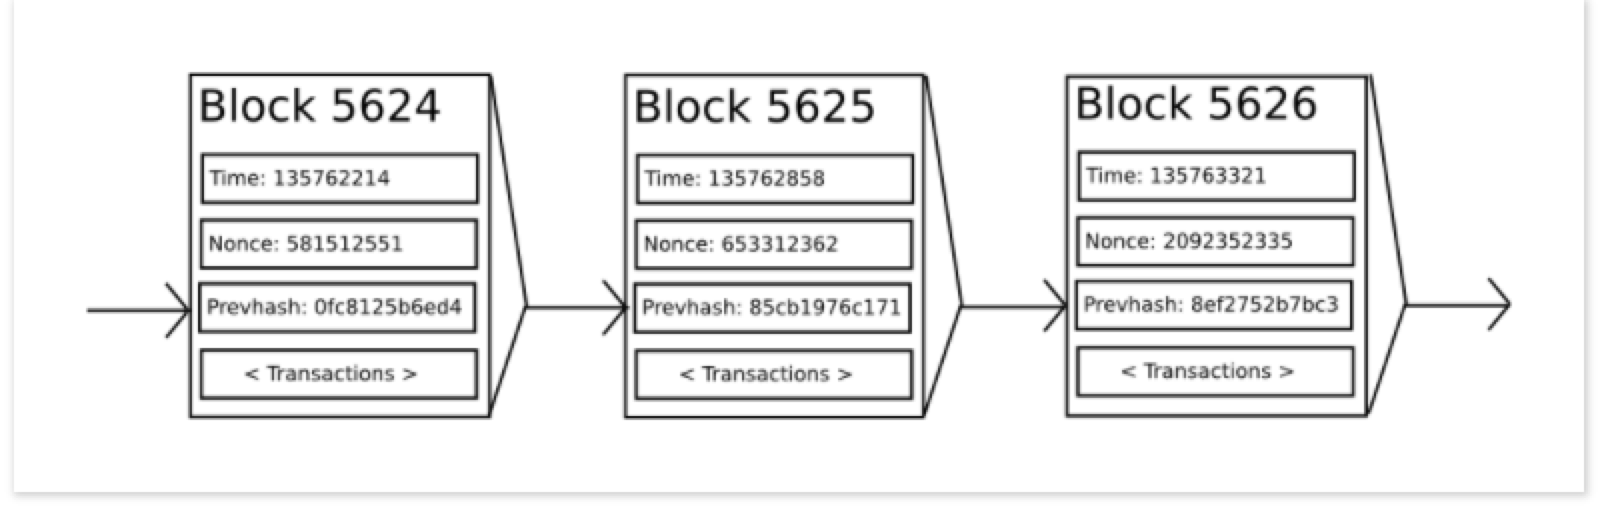 Block 5624
Time: 135762214
Nonce: 581512551
Prevhash: 0fc8125b6ed4
< Transactions >
Block 5625
Time: 135762858
Nonce: 653312362
Prevhash: 85cb1976c171
< Transactions >
Block 5626
Time: 135763321
Nonce: 2092352335
Prevhash: 8ef2752b7bc3
< Transactions >